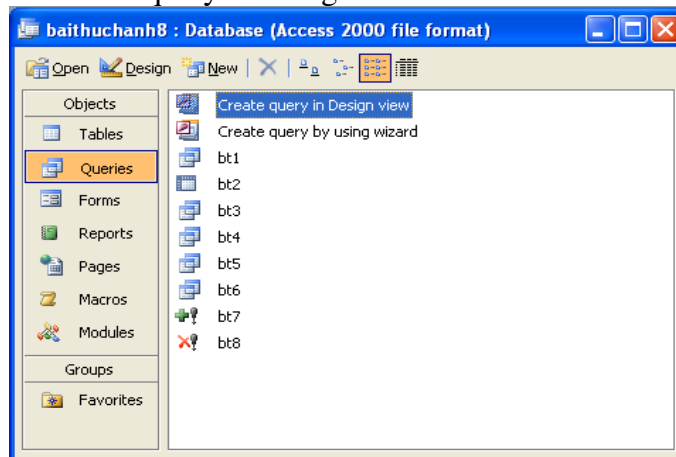 query
baithuchanh8 : Database (Access 2000 file format)
Open Design New
Objects
Tables
Queries
Forms
Reports
Pages
Macros
Modules
Groups
Favorites
Create query in Design view
Create query by using wizard
bt1
bt2
bt3
bt4
bt5
bt6
bt7
bt8